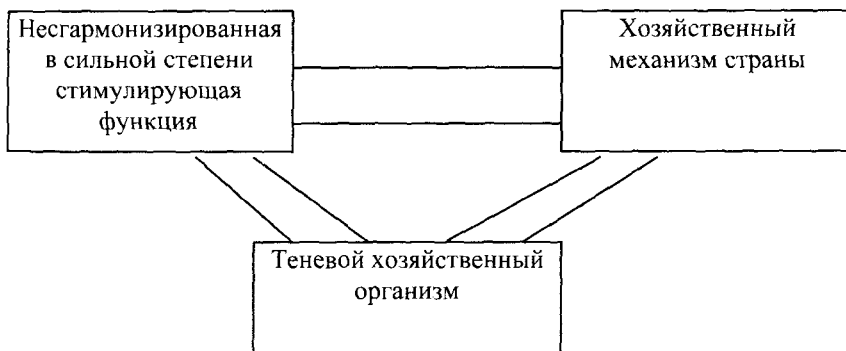 Несгармонизированная
в сильной степени
стимулирующая
функция
Хозяйственный
механизм страны
Теневой хозяйственный
организм